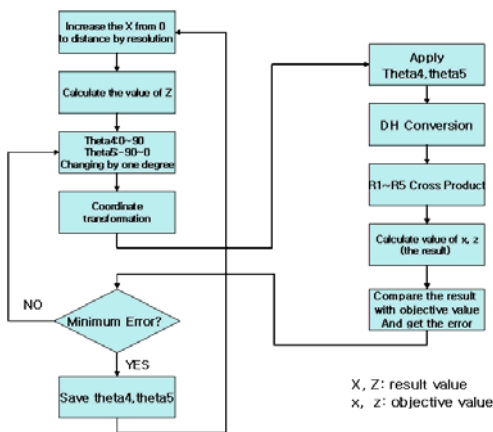 Increase the X from 0
to distance by resolution
Calculate the value of Z
Theta4:0~90
Theta5:-90~0
Changing by one degree
Coordinate
transformation
NO
Minimum Error?
YES
Save theta4,theta5
Apply
Theta4,theta5
DH Conversion
R1~R5 Cross Product
Calculate value of x, z
(the result)
Compare the result
with objective value
And get the error
X, Z: result value
x, z: objective value